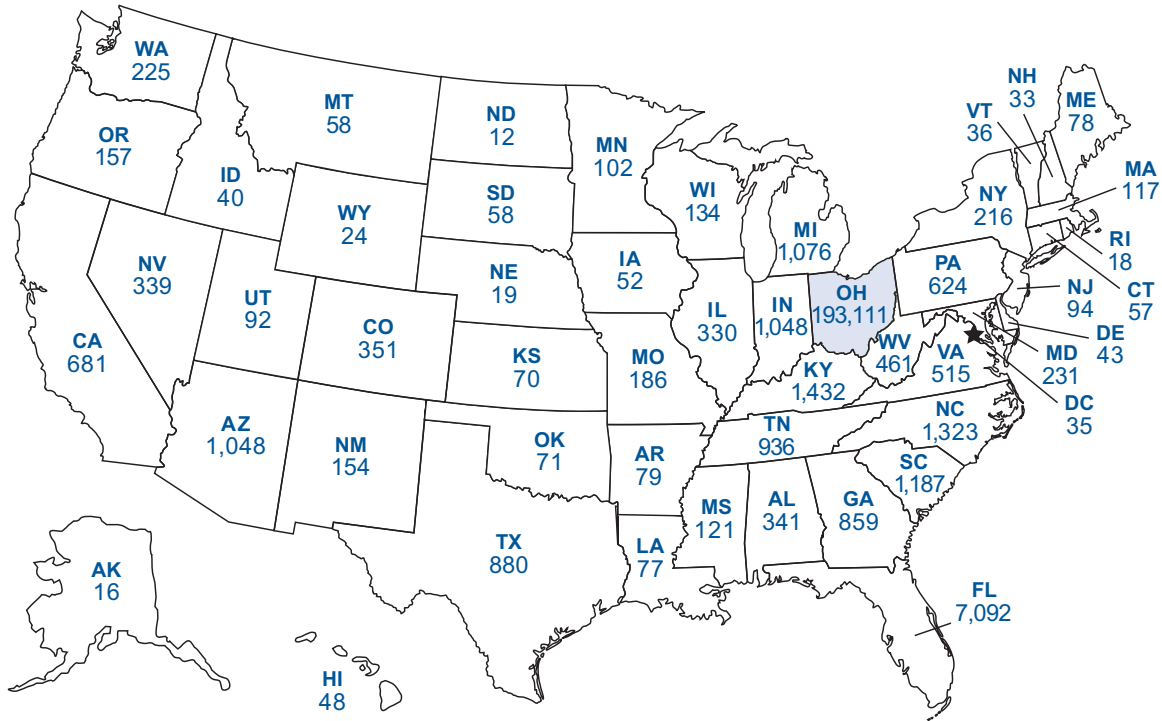 WA
225
MT
58
ND
12
MN
102
NH
33
VT
36
ME
78
OR
157
ID
40
SD
58
WI
134
MA
117
WY
24
NY
216
MI
1,076
RI
18
NV
339
NE
19
IA
52
PA
624
CT
57
NJ
94
UT
92
IL
330
IN
1,048
OH
193,111
DE
43
CA
681
CO
351
KS
70
MO
186
WV
461
VA
515
MD
231
KY
1,432
DC
35
AZ
1,048
NM
154
OK
71
AR
79
TN
936
NC
1,323
SC
1,187
MS
121
AL
341
GA
859
TX
880
LA
77
AK
16
FL
7,092
HI
48